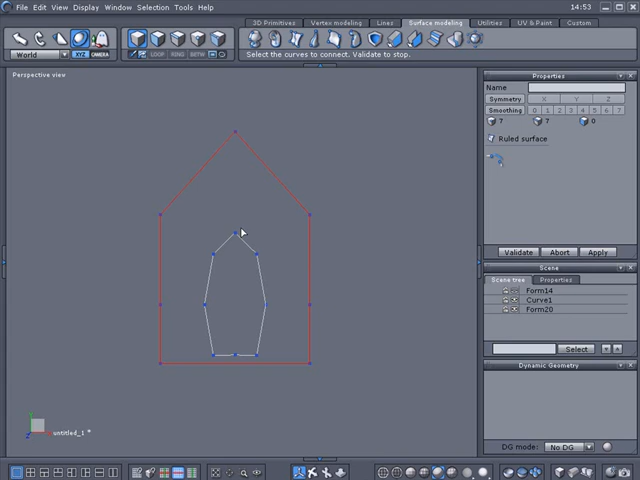 File Edit Display Window Selection Tools Help
14:53
3D Primitives Vertex modeling Lines Surface modeling Utilities UV & Paint Custom
World
XYZ CAMERA
LOOP RING BETW
Select the curves to connect. Validate to stop.
Perspective view
Properties
Name
Symmetry X Y Z
Smoothing 0 1 2 3 4 5 6 7
7 7 0
Ruled surface
Validate Abort Apply
Scene
Scene tree Properties
Form14
Curve1
Form20
Select
Dynamic Geometry
Y
Z
untitled_1 *
DG mode: No DG